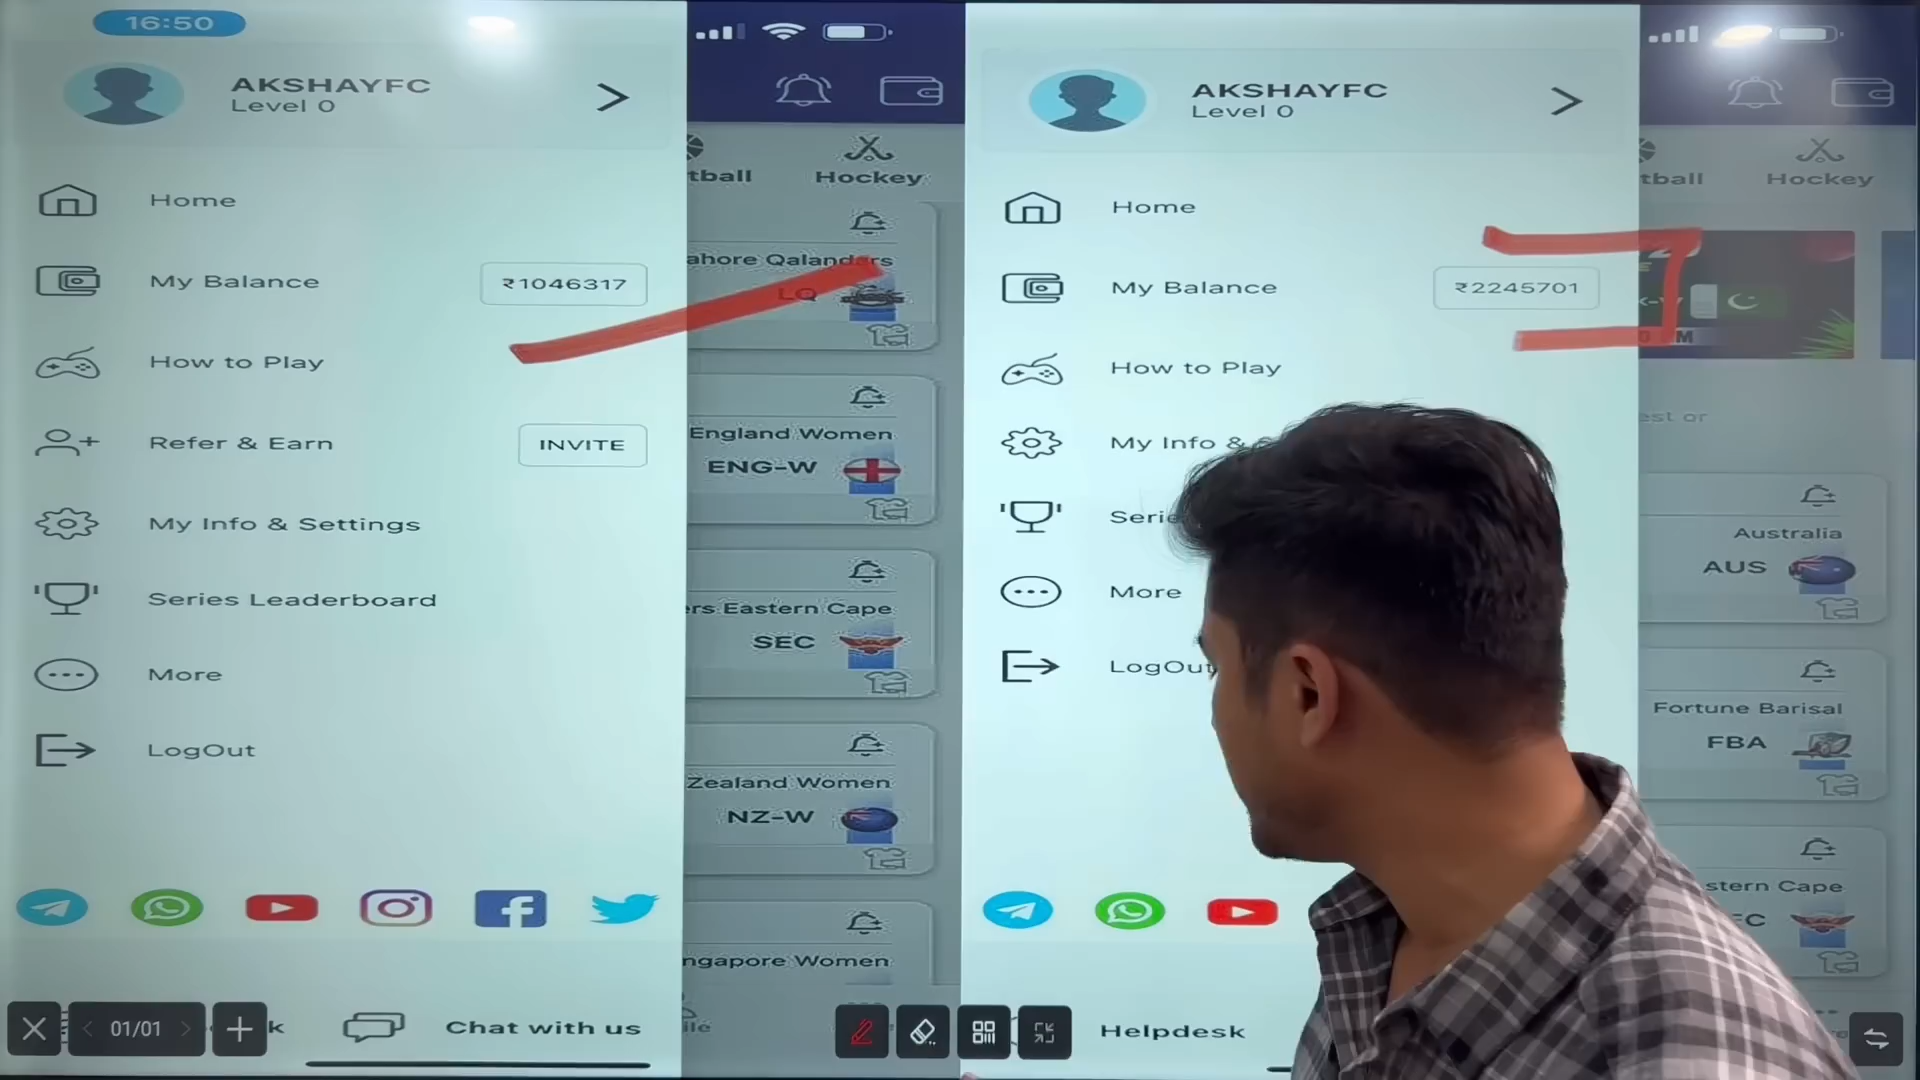 16:50
AKSHAYFC
Level 0
Home
My Balance
₹1046317
How to Play
Refer & Earn
INVITE
My Info & Settings
Series Leaderboard
More
LogOut
Chat with us
01/01
tball
Hockey
ahore Qalanders
LQ
England Women
ENG-W
rs Eastern Cape
SEC
Zealand Women
NZ-W
ngapore Women
AKSHAYFC
Level 0
Home
My Balance
₹2245701
How to Play
My Info &
Serie
More
LogOut
Helpdesk
tball
Hockey
est or
Australia
AUS
Fortune Barisal
FBA
stern Cape